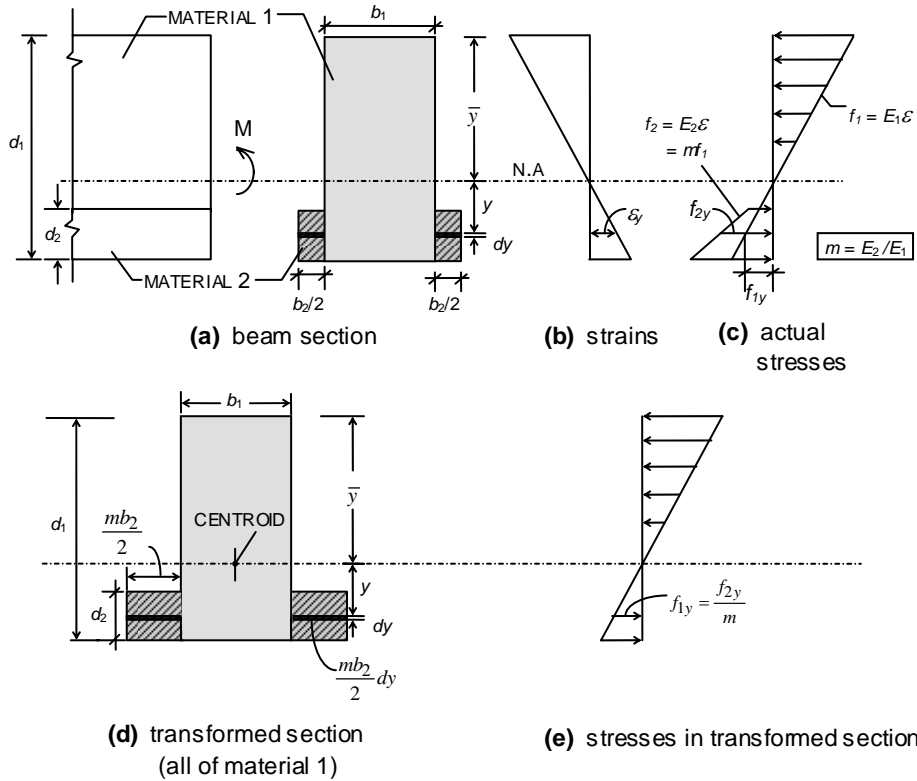 MATERIAL 1
b₁
y̅
d₁
M
f₂ = E₂ε
= mf₁
f₁ = E₁ε
N.A
y
d₂
dy
εy
f₂y
m = E₂/E₁
MATERIAL 2
b₂/2
b₂/2
f₁y
(a) beam section
(b) strains
(c) actual
stresses
b₁
y̅
d₁
mb₂/2
CENTROID
y
d₂
dy
f₁y = f₂y/m
mb₂/2 dy
(d) transformed section
(all of material 1)
(e) stresses in transformed section